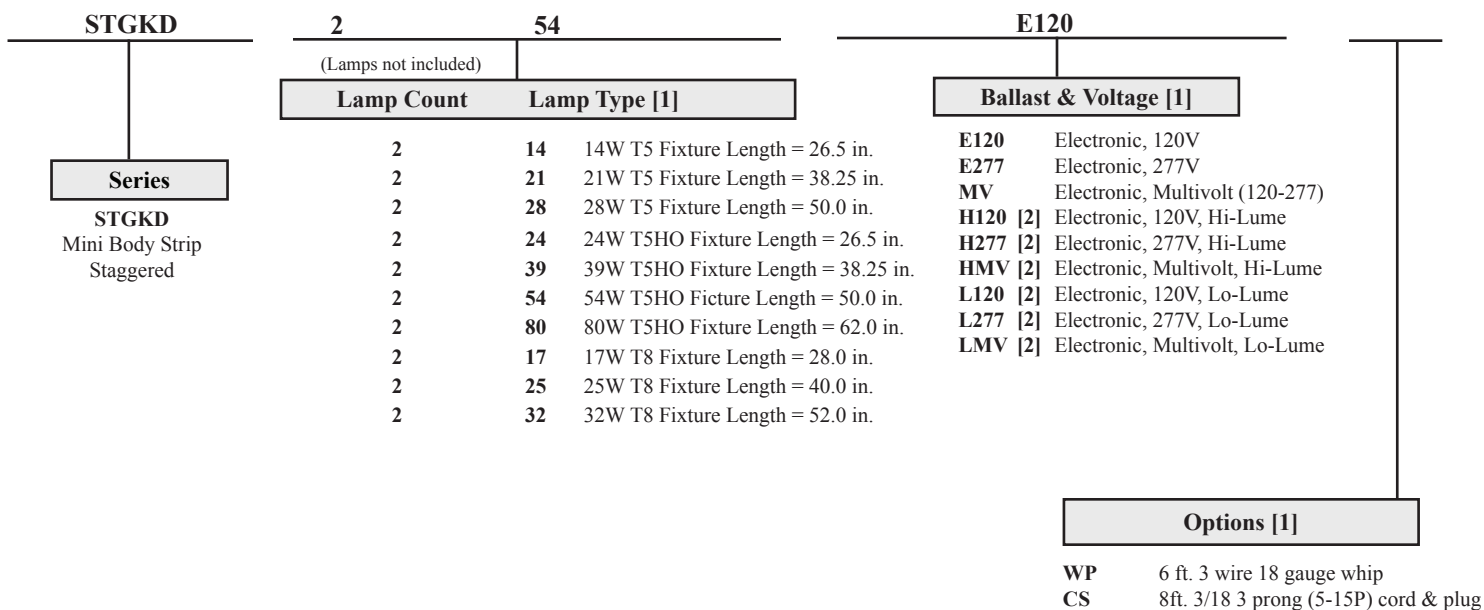 STGKD 2 54 E120
(Lamps not included)
Lamp Count Lamp Type [1]
2 14 14W T5 Fixture Length = 26.5 in.
2 21 21W T5 Fixture Length = 38.25 in.
2 28 28W T5 Fixture Length = 50.0 in.
2 24 24W T5HO Fixture Length = 26.5 in.
2 39 39W T5HO Fixture Length = 38.25 in.
2 54 54W T5HO Ficture Length = 50.0 in.
2 80 80W T5HO Fixture Length = 62.0 in.
2 17 17W T8 Fixture Length = 28.0 in.
2 25 25W T8 Fixture Length = 40.0 in.
2 32 32W T8 Fixture Length = 52.0 in.
Series
STGKD
Mini Body Strip
Staggered
Ballast & Voltage [1]
E120 Electronic, 120V
E277 Electronic, 277V
MV Electronic, Multivolt (120-277)
H120 [2] Electronic, 120V, Hi-Lume
H277 [2] Electronic, 277V, Hi-Lume
HMV [2] Electronic, Multivolt, Hi-Lume
L120 [2] Electronic, 120V, Lo-Lume
L277 [2] Electronic, 277V, Lo-Lume
LMV [2] Electronic, Multivolt, Lo-Lume
Options [1]
WP 6 ft. 3 wire 18 gauge whip
CS 8ft. 3/18 3 prong (5-15P) cord & plug